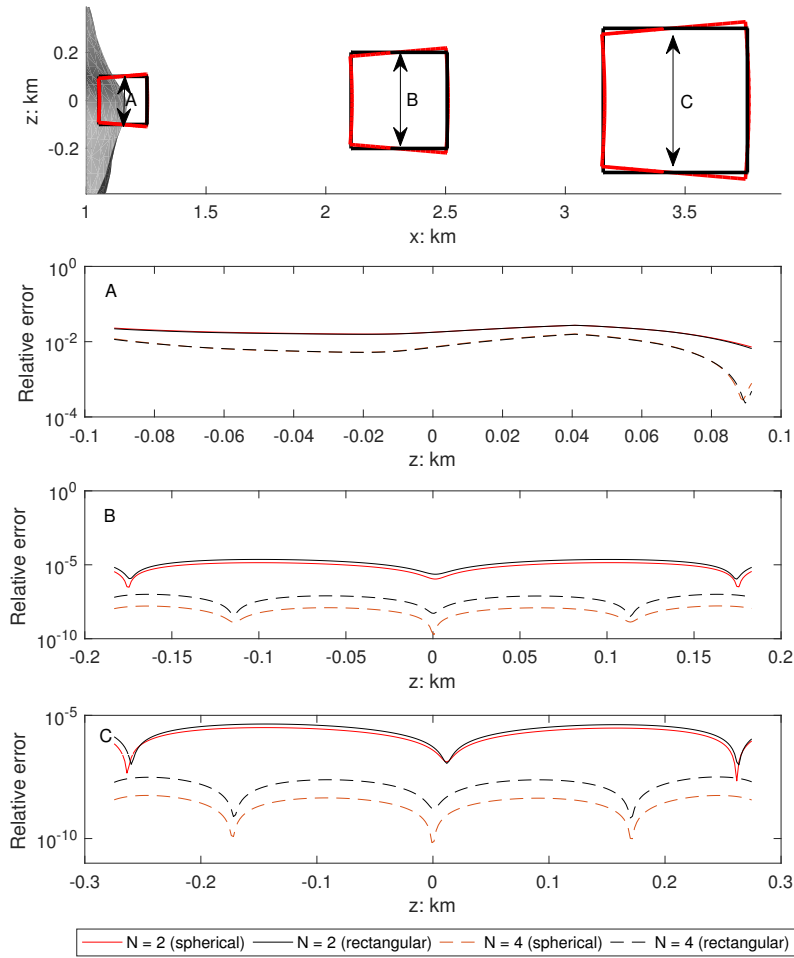 z: km
0.2
0
-0.2
A
B
C
1
1.5
2
2.5
3
3.5
x: km
Relative error
10^0
10^-2
10^-4
A
-0.1
-0.08
-0.06
-0.04
-0.02
0
0.02
0.04
0.06
0.08
0.1
z: km
Relative error
10^0
10^-5
10^-10
B
-0.2
-0.15
-0.1
-0.05
0
0.05
0.1
0.15
0.2
z: km
Relative error
10^-5
10^-10
C
-0.3
-0.2
-0.1
0
0.1
0.2
0.3
z: km
N = 2 (spherical) N = 2 (rectangular) N = 4 (spherical) N = 4 (rectangular)